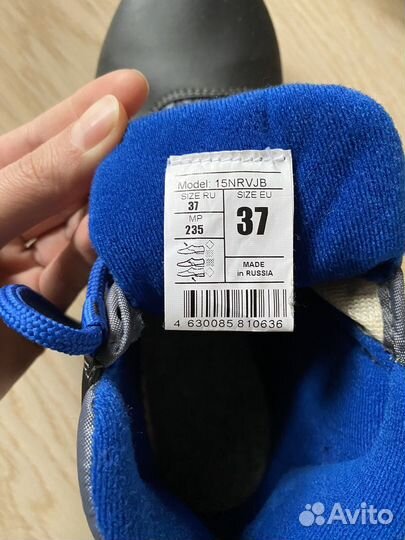 Model: 15NRVJB
SIZE RU
37
MP
235
SIZE EU
37
MADE
in RUSSIA
4 630085 810636
Avito